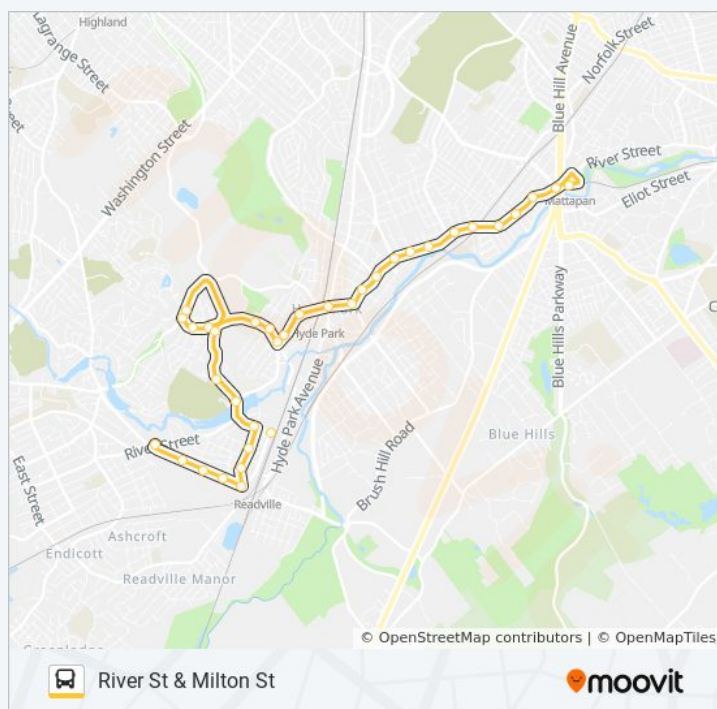 Highland
Lagrange Street
Washington Street
Blue Hill Avenue
Norfolk Street
River Street
Eliot Street
Mattapan
Hyde Park
Hyde Park Avenue
Blue Hills Parkway
Brush Hill Road
Blue Hills
River Street
East Street
Readville
Ashcroft
Endicott
Readville Manor
© OpenStreetMap contributors | © OpenMapTiles
River St & Milton St
moovit